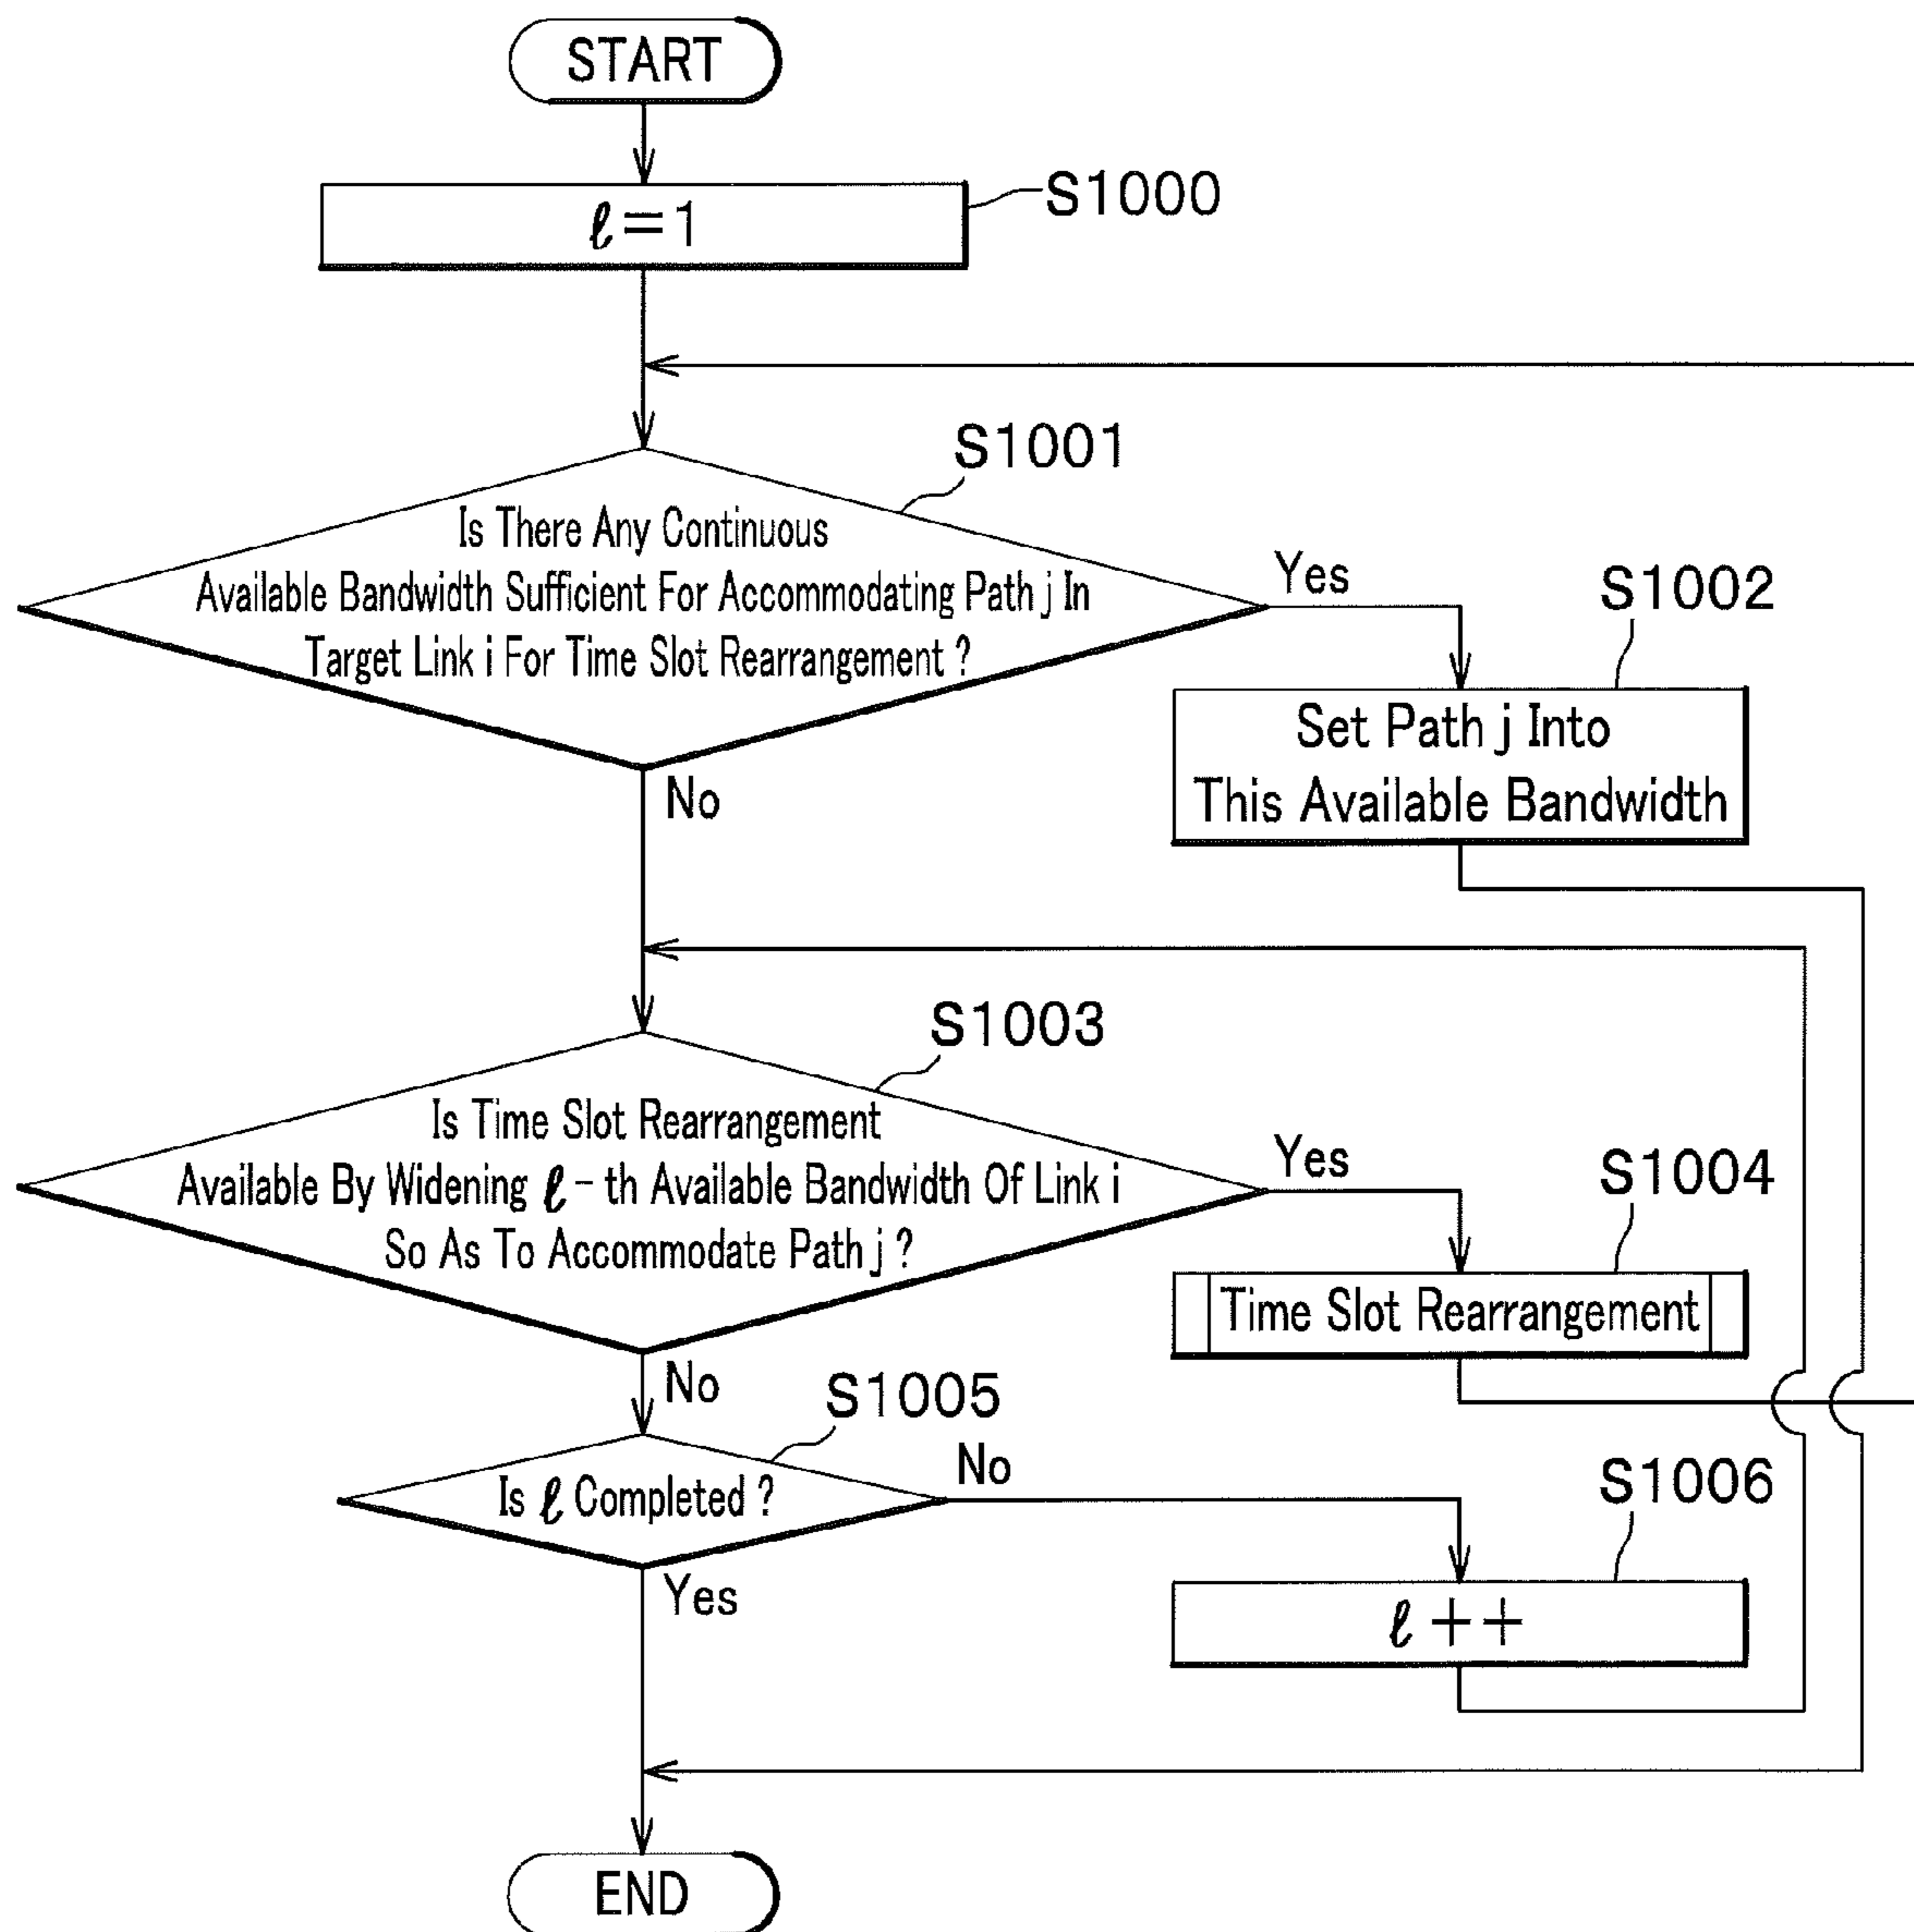 START
S1000
ℓ=1
S1001
Is There Any Continuous
Available Bandwidth Sufficient For Accommodating Path j In
Target Link i For Time Slot Rearrangement ?
Yes
S1002
Set Path j Into
This Available Bandwidth
No
S1003
Is Time Slot Rearrangement
Available By Widening ℓ - th Available Bandwidth Of Link i
So As To Accommodate Path j ?
Yes
S1004
Time Slot Rearrangement
No
S1005
Is ℓ Completed ?
No
S1006
ℓ ++
Yes
END